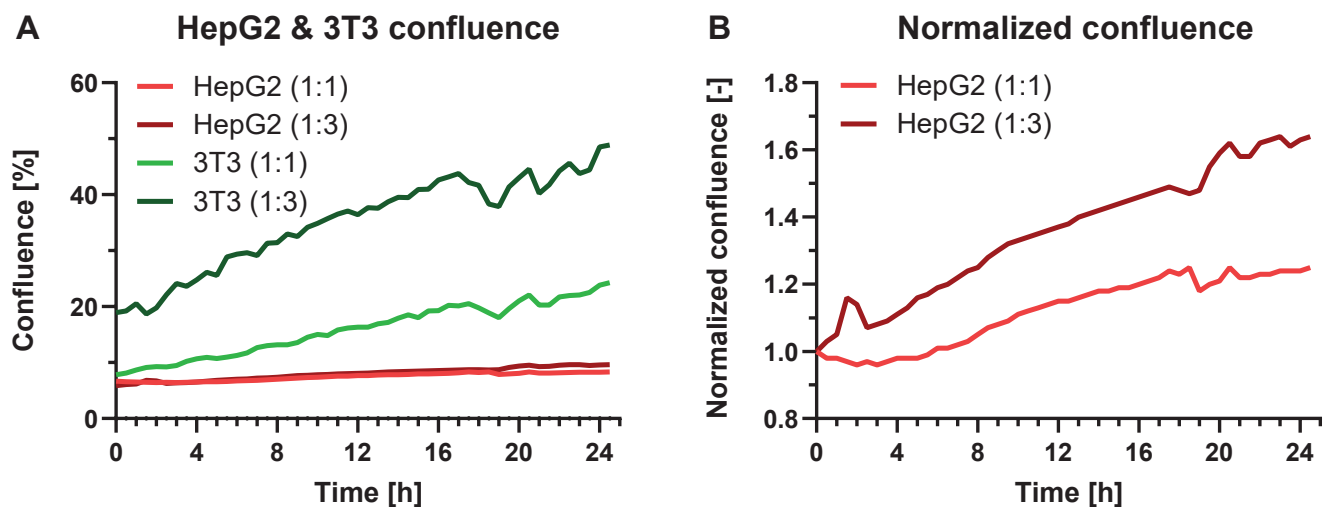 A
HepG2 & 3T3 confluence
Confluence [%]
60
40
20
0
HepG2 (1:1)
HepG2 (1:3)
3T3 (1:1)
3T3 (1:3)
0 4 8 12 16 20 24
Time [h]
B
Normalized confluence
Normalized confluence [-]
1.8
1.6
1.4
1.2
1.0
0.8
HepG2 (1:1)
HepG2 (1:3)
0 4 8 12 16 20 24
Time [h]